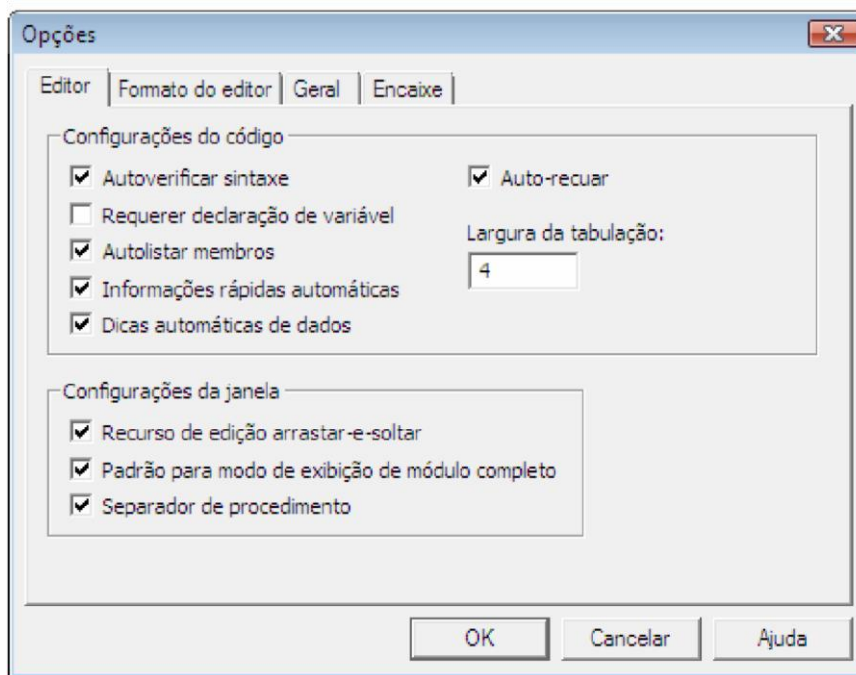 Opções
Editor
Formato do editor
Geral
Encaixe
Configurações do código
Autoverificar sintaxe
Auto-recuar
Requerer declaração de variável
Largura da tabulação:
Autolistar membros
4
Informações rápidas automáticas
Dicas automáticas de dados
Configurações da janela
Recurso de edição arrastar-e-soltar
Padrão para modo de exibição de módulo completo
Separador de procedimento
OK
Cancelar
Ajuda